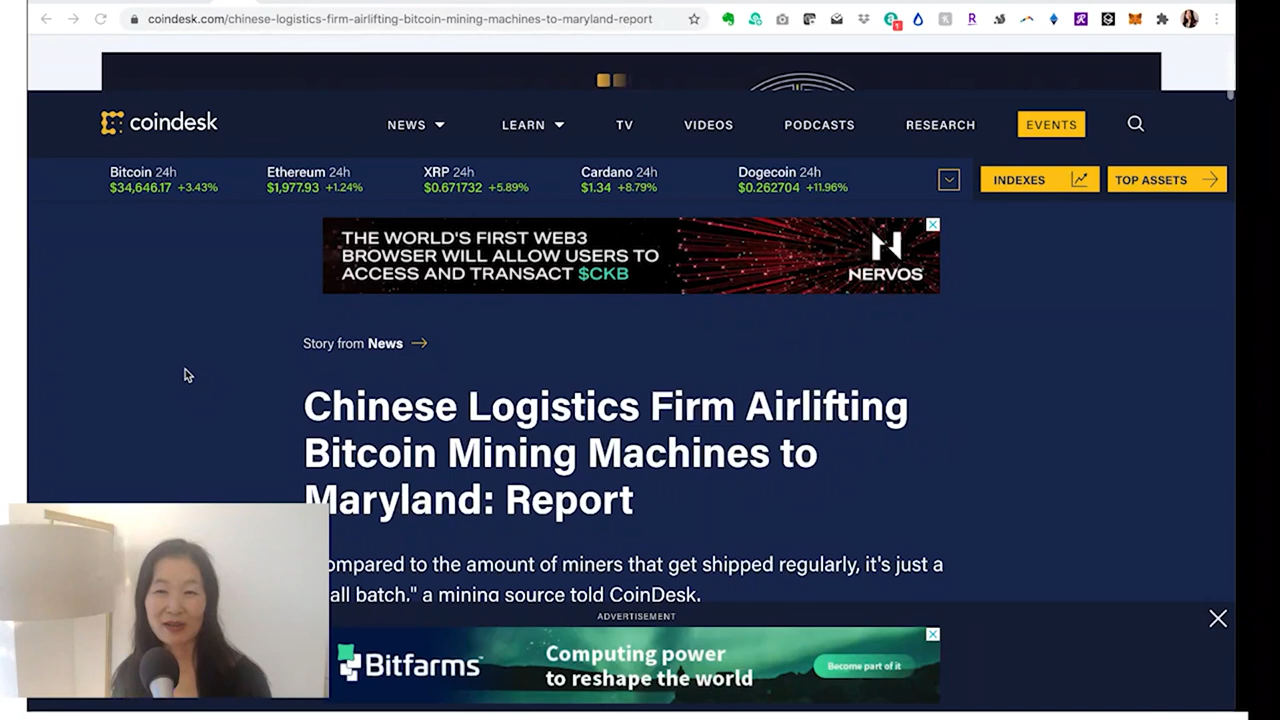 coindesk.com/chinese-logistics-firm-airlifting-bitcoin-mining-machines-to-maryland-report
1
coindesk
NEWS
LEARN
TV
VIDEOS
PODCASTS
RESEARCH
EVENTS
Bitcoin 24h
$34,646.17 +3.43%
Ethereum 24h
$1,977.93 +1.24%
XRP 24h
$0.671732 +5.89%
Cardano 24h
$1.34 +8.79%
Dogecoin 24h
$0.262704 +11.96%
INDEXES
TOP ASSETS
THE WORLD'S FIRST WEB3
BROWSER WILL ALLOW USERS TO
ACCESS AND TRANSACT $CKB
NERVOS
Story from News
Chinese Logistics Firm Airlifting
Bitcoin Mining Machines to
Maryland: Report
ompared to the amount of miners that get shipped regularly, it's just a
all batch," a mining source told CoinDesk.
ADVERTISEMENT
Bitfarms
Computing power
to reshape the world
Become part of it